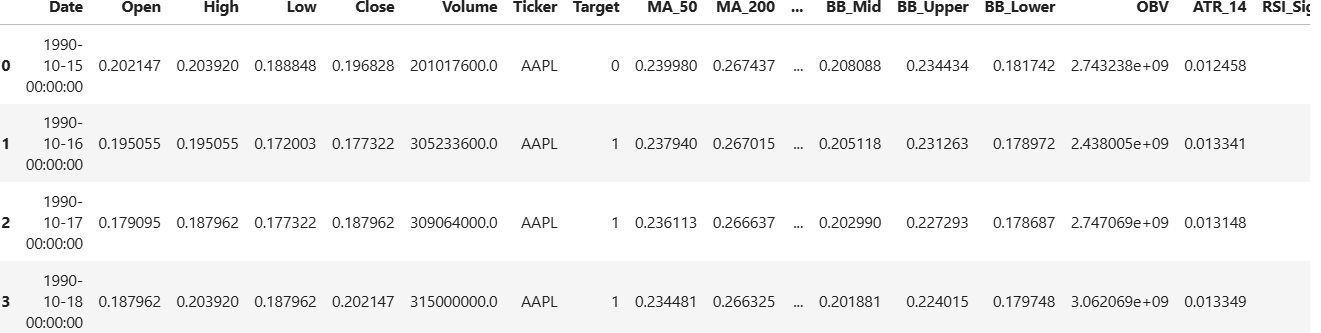 Date Open High Low Close Volume Ticker Target MA_50 MA_200 ... BB_Mid BB_Upper BB_Lower OBV ATR_14 RSI_Sig
1990-
0 10-15 0.202147 0.203920 0.188848 0.196828 201017600.0 AAPL 0 0.239980 0.267437 ... 0.208088 0.234434 0.181742 2.743238e+09 0.012458
00:00:00
1990-
1 10-16 0.195055 0.195055 0.172003 0.177322 305233600.0 AAPL 1 0.237940 0.267015 ... 0.205118 0.231263 0.178972 2.438005e+09 0.013341
00:00:00
1990-
2 10-17 0.179095 0.187962 0.177322 0.187962 309064000.0 AAPL 1 0.236113 0.266637 ... 0.202990 0.227293 0.178687 2.747069e+09 0.013148
00:00:00
1990-
3 10-18 0.187962 0.203920 0.187962 0.202147 315000000.0 AAPL 1 0.234481 0.266325 ... 0.201881 0.224015 0.179748 3.062069e+09 0.013349
00:00:00